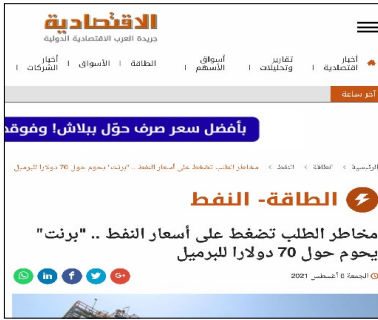 الاقتصادية
جريدة العرب الاقتصادية الدولية
أخبار اقتصادية | تقارير وتحليلات | أسواق الأسهم | الطاقة | الأسواق | أخبار الشركات |
آخر ساعة
بأفضل سعر صرف حوّل ببلاش! وفوقه
الرئيسية > الطاقة > النفط > مخاطر الطلب تضغط على أسعار النفط .. "برنت" يحوم حول 70 دولارا للبرميل
الطاقة- النفط
مخاطر الطلب تضغط على أسعار النفط .. "برنت"
يحوم حول 70 دولارا للبرميل
الجمعة 6 أغسطس 2021